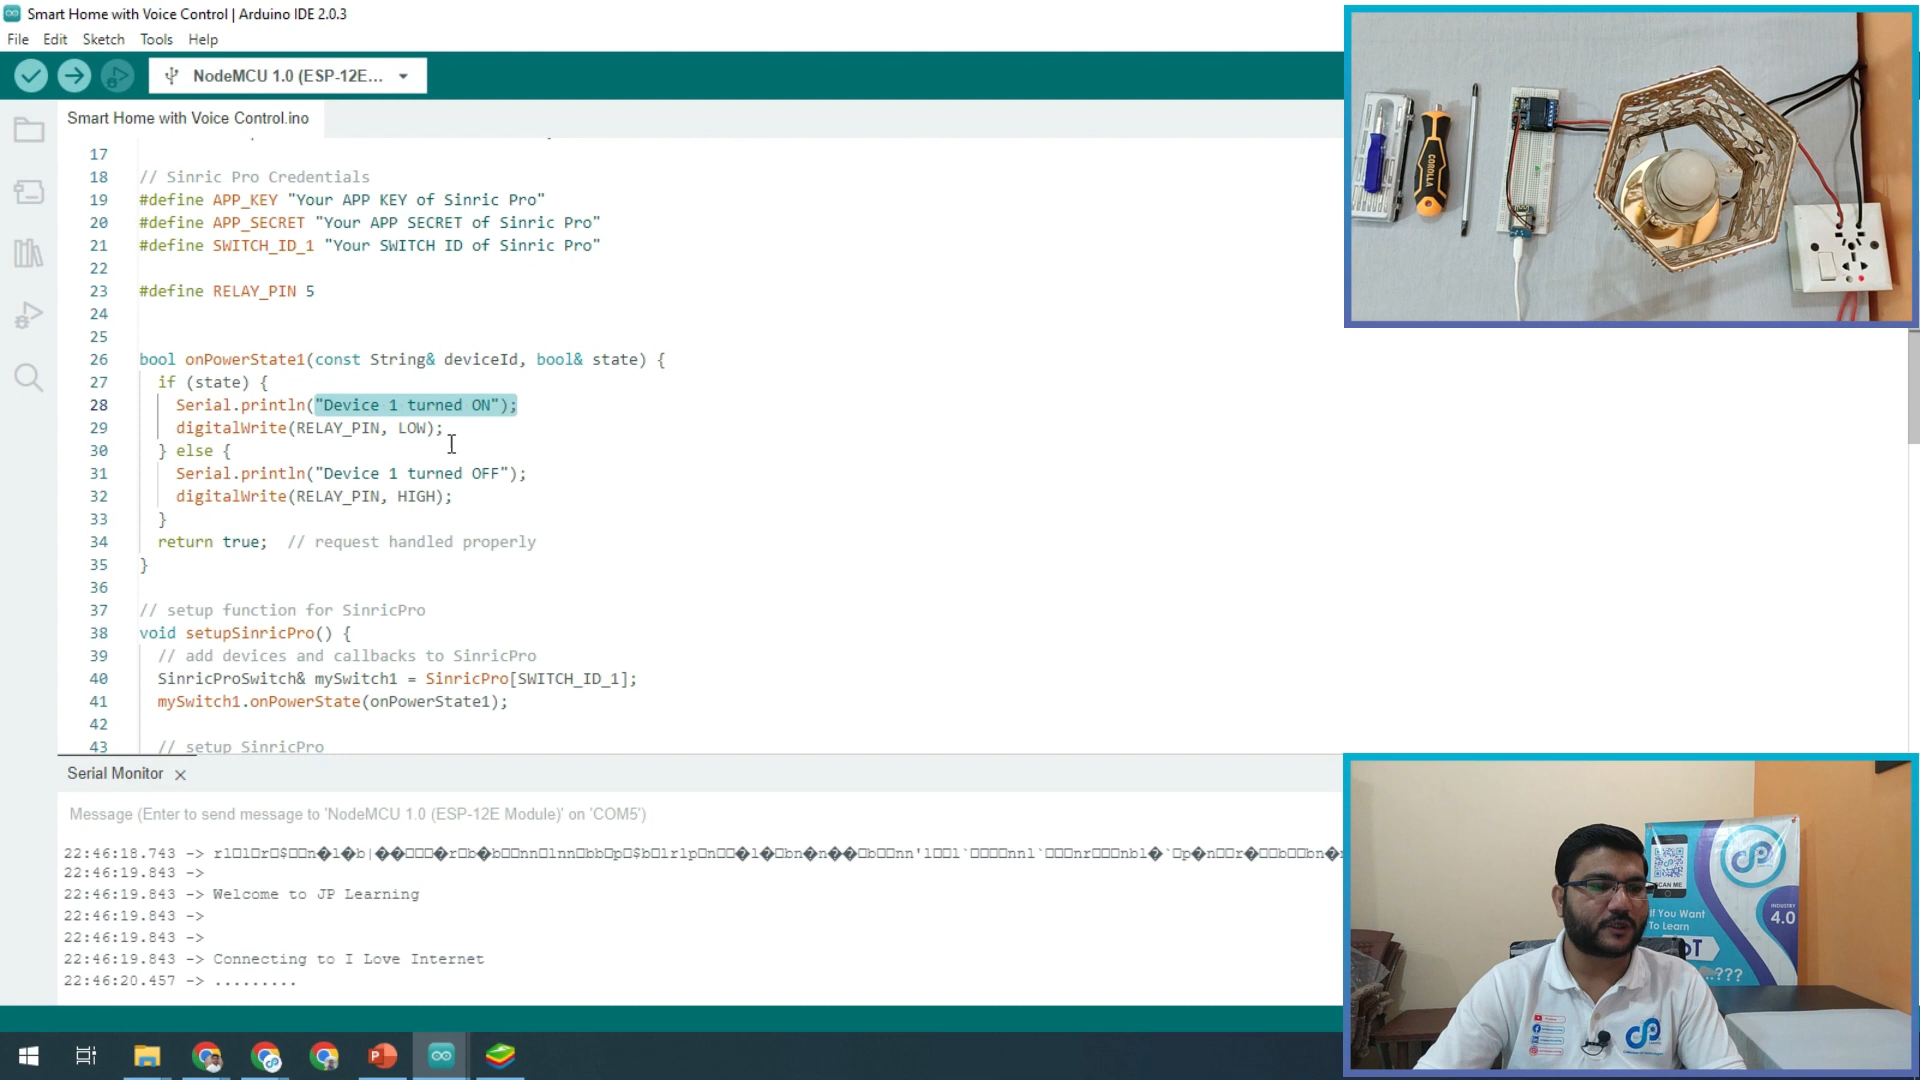 Smart Home with Voice Control | Arduino IDE 2.0.3
File Edit Sketch Tools Help
NodeMCU 1.0 (ESP-12E...
Smart Home with Voice Control.ino
17
18 // Sinric Pro Credentials
19 #define APP_KEY "Your APP KEY of Sinric Pro"
20 #define APP_SECRET "Your APP SECRET of Sinric Pro"
21 #define SWITCH_ID_1 "Your SWITCH ID of Sinric Pro"
22
23 #define RELAY_PIN 5
24
25
26 bool onPowerState1(const String& deviceId, bool& state) {
27 if (state) {
28 Serial.println("Device 1 turned ON");
29 digitalWrite(RELAY_PIN, LOW);
30 } else {
31 Serial.println("Device 1 turned OFF");
32 digitalWrite(RELAY_PIN, HIGH);
33 }
34 return true; // request handled properly
35 }
36
37 // setup function for SinricPro
38 void setupSinricPro() {
39 // add devices and callbacks to SinricPro
40 SinricProSwitch& mySwitch1 = SinricPro[SWITCH_ID_1];
41 mySwitch1.onPowerState(onPowerState1);
42
43 // setup SinricPro
Serial Monitor
Message (Enter to send message to 'NodeMCU 1.0 (ESP-12E Module)' on 'COM5')
22:46:18.743 ->
22:46:19.843 ->
22:46:19.843 -> Welcome to JP Learning
22:46:19.843 ->
22:46:19.843 ->
22:46:19.843 -> Connecting to I Love Internet
22:46:20.457 -> .........
COROLLA
SCAN ME
INDUSTRY
4.0
If You Want
To Learn
IoT
...???